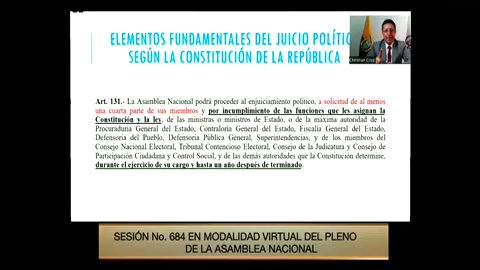 ELEMENTOS FUNDAMENTALES DEL JUICIO POLÍTIC
SEGÚN LA CONSTITUCIÓN DE LA REPÚBLICA
Christian Cruz
Art. 131.- La Asamblea Nacional podrá proceder al enjuiciamiento político, a solicitud de al menos
una cuarta parte de sus miembros y por incumplimiento de las funciones que les asignan la
Constitución y la ley, de las ministras o ministros de Estado, o de la máxima autoridad de la
Procuraduría General del Estado, Contraloría General del Estado, Fiscalía General del Estado,
Defensoría del Pueblo, Defensoría Pública General, Superintendencias, y de los miembros del
Consejo Nacional Electoral, Tribunal Contencioso Electoral, Consejo de la Judicatura y Consejo de
Participación Ciudadana y Control Social, y de las demás autoridades que la Constitución determine,
durante el ejercicio de su cargo y hasta un año después de terminado.
SESIÓN No. 684 EN MODALIDAD VIRTUAL DEL PLENO
DE LA ASAMBLEA NACIONAL